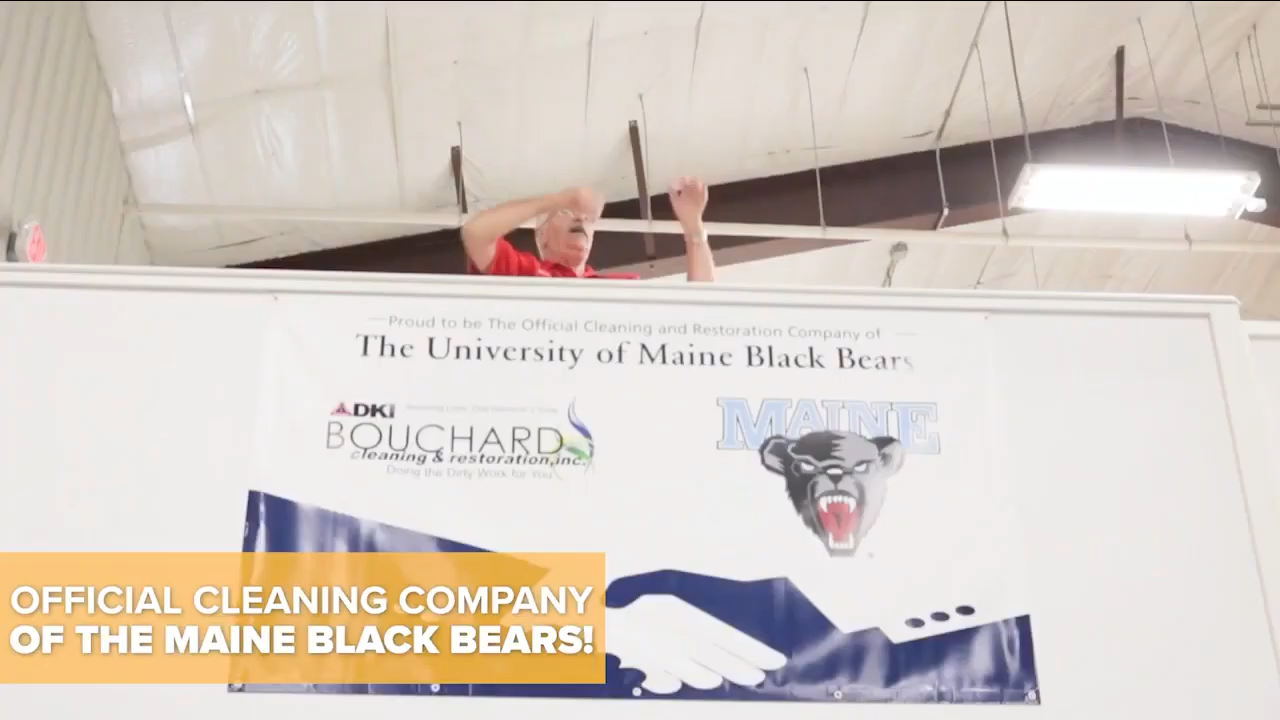 Proud to be The Official Cleaning and Restoration Company of
The University of Maine Black Bears
DKI
BOUCHARD
cleaning & restoration, inc.
Doing the Dirty Work for You
MAINE
OFFICIAL CLEANING COMPANY
OF THE MAINE BLACK BEARS!